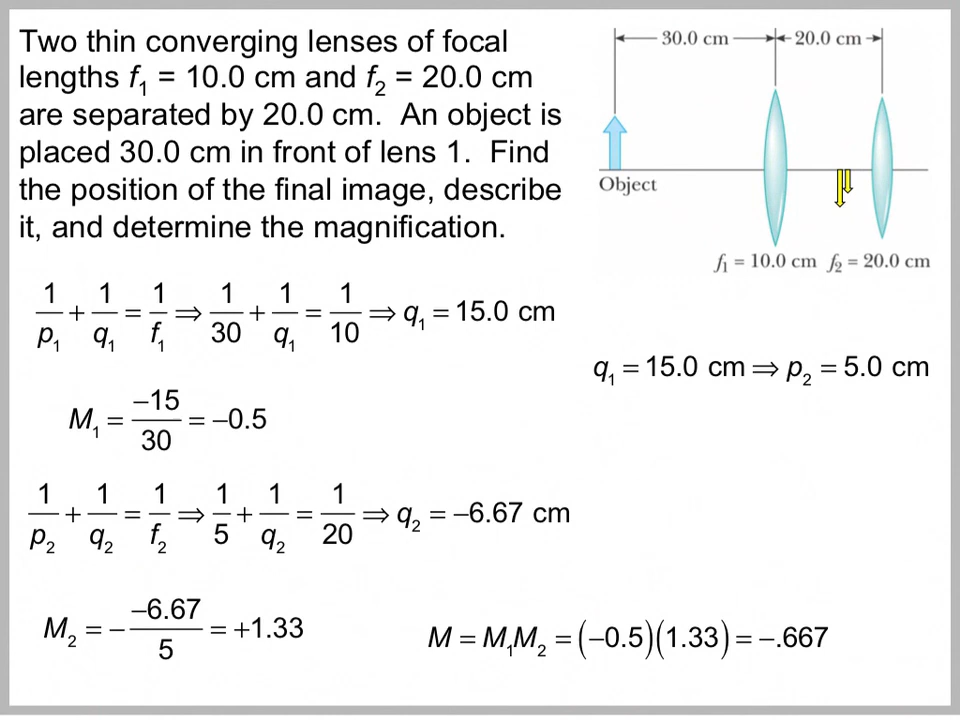 Two thin converging lenses of focal
lengths f₁ = 10.0 cm and f₂ = 20.0 cm
are separated by 20.0 cm. An object is
placed 30.0 cm in front of lens 1. Find
the position of the final image, describe
it, and determine the magnification.
30.0 cm 20.0 cm
Object
f₁ = 10.0 cm f₂ = 20.0 cm
1/p₁ + 1/q₁ = 1/f₁ ⇒ 1/30 + 1/q₁ = 1/10 ⇒ q₁ = 15.0 cm
q₁ = 15.0 cm ⇒ p₂ = 5.0 cm
M₁ = −15/30 = −0.5
1/p₂ + 1/q₂ = 1/f₂ ⇒ 1/5 + 1/q₂ = 1/20 ⇒ q₂ = −6.67 cm
M₂ = − −6.67/5 = +1.33
M = M₁M₂ = (−0.5)(1.33) = −.667